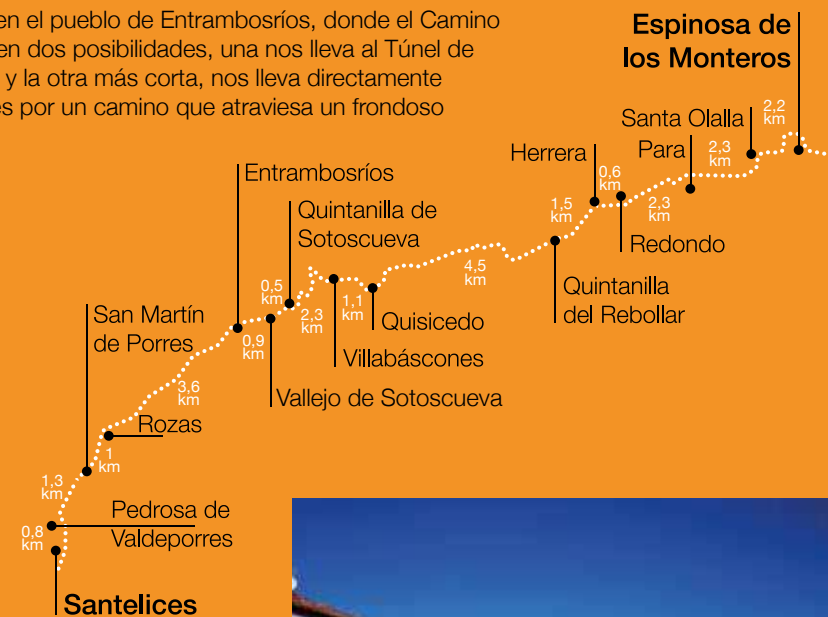 en el pueblo de Entrambosríos, donde el Camino
en dos posibilidades, una nos lleva al Túnel de
y la otra más corta, nos lleva directamente
por un camino que atraviesa un frondoso
Espinosa de
los Monteros
2,2
km
Santa Olalla
2,3
km
Para
Herrera
0,6
km
2,3
km
1,5
km
Redondo
Entrambosríos
Quintanilla de
Sotoscueva
4,5
km
Quintanilla
del Rebollar
0,5
km
2,3
km
1,1
km
Quisicedo
San Martín
de Porres
0,9
km
Villabáscones
3,6
km
Vallejo de Sotoscueva
Rozas
1
km
1,3
km
Pedrosa de
Valdeporres
0,8
km
Santelices